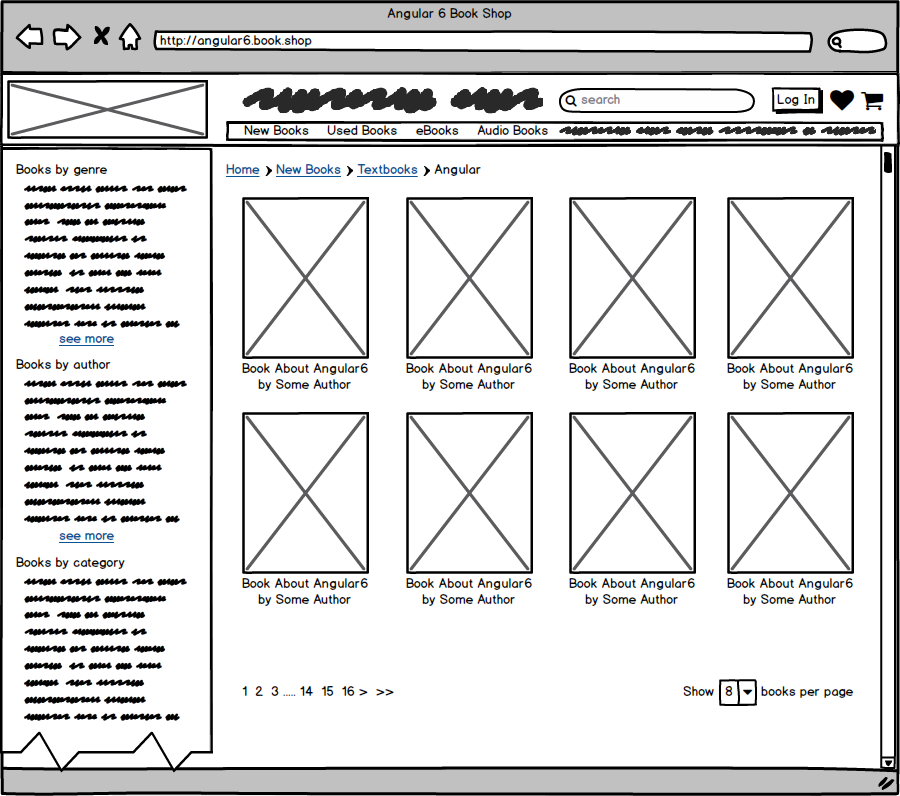 Angular 6 Book Shop
http://angular6.book.shop
search
Log In
New Books Used Books eBooks Audio Books
Books by genre
see more
Books by author
see more
Books by category
Home > New Books > Textbooks > Angular
Book About Angular6 Book About Angular6 Book About Angular6 Book About Angular6
by Some Author by Some Author by Some Author by Some Author
Book About Angular6 Book About Angular6 Book About Angular6 Book About Angular6
by Some Author by Some Author by Some Author by Some Author
1 2 3 ..... 14 15 16 > >>
Show 8 books per page